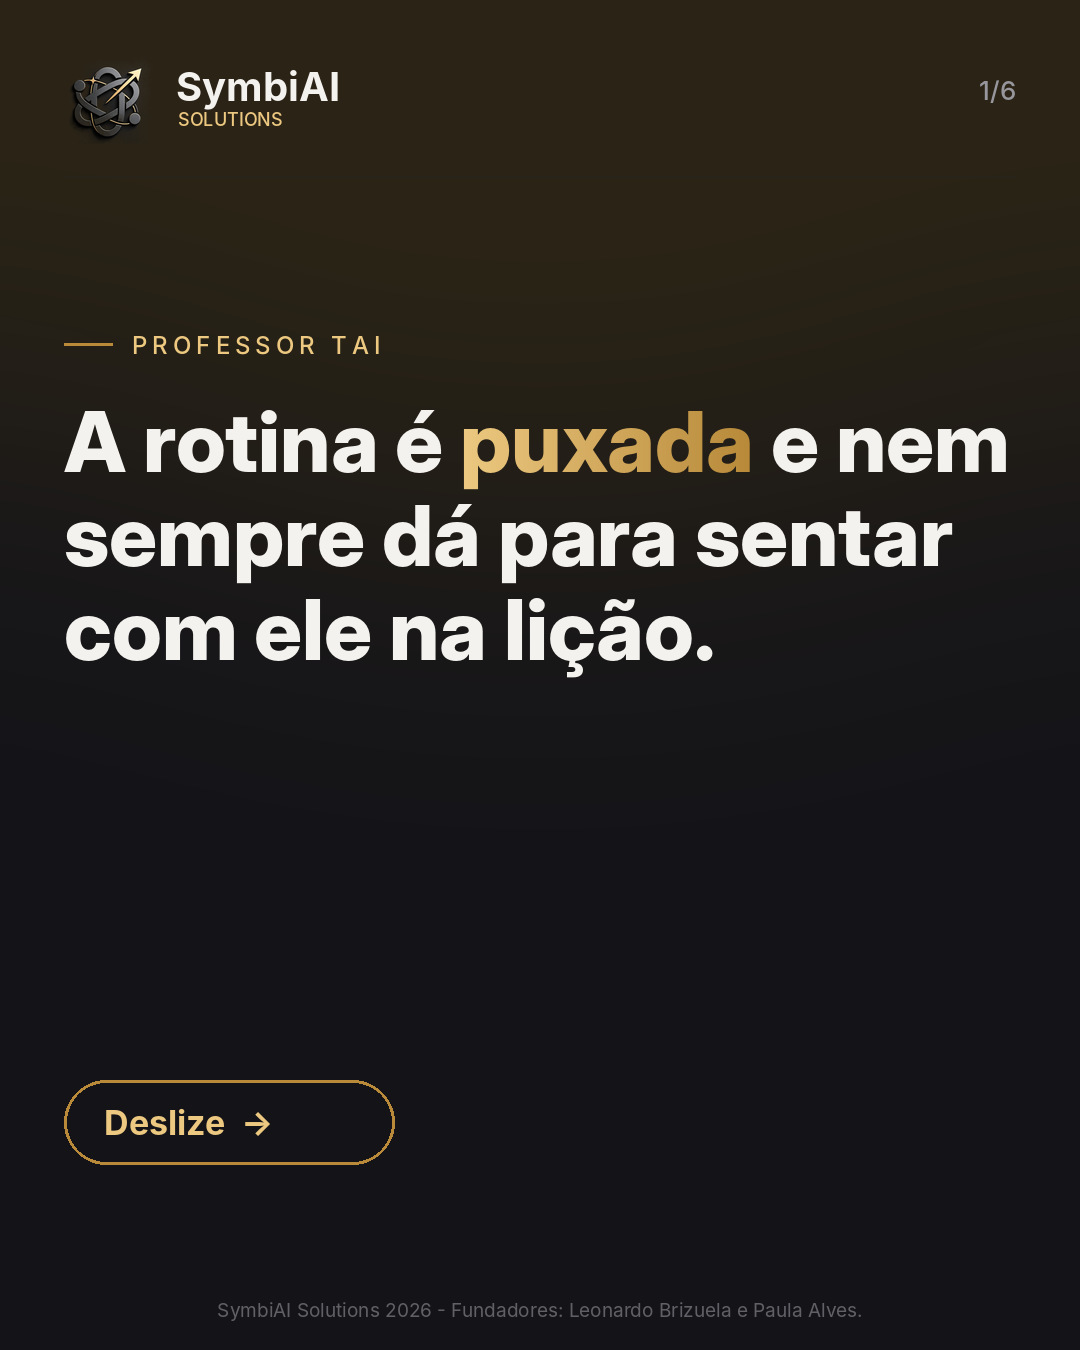 SymbiAI
SOLUTIONS
1/6
PROFESSOR TAI
A rotina é puxada e nem
sempre dá para sentar
com ele na lição.
Deslize →
SymbiAI Solutions 2026 - Fundadores: Leonardo Brizuela e Paula Alves.